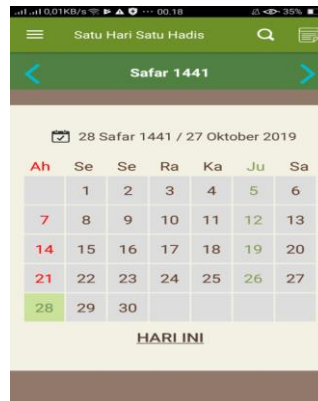 0,01KB/s ··· 00.18 35%
Satu Hari Satu Hadis
Safar 1441
28 Safar 1441 / 27 Oktober 2019
Ah Se Se Ra Ka Ju Sa
1 2 3 4 5 6
7 8 9 10 11 12 13
14 15 16 17 18 19 20
21 22 23 24 25 26 27
28 29 30
HARI INI